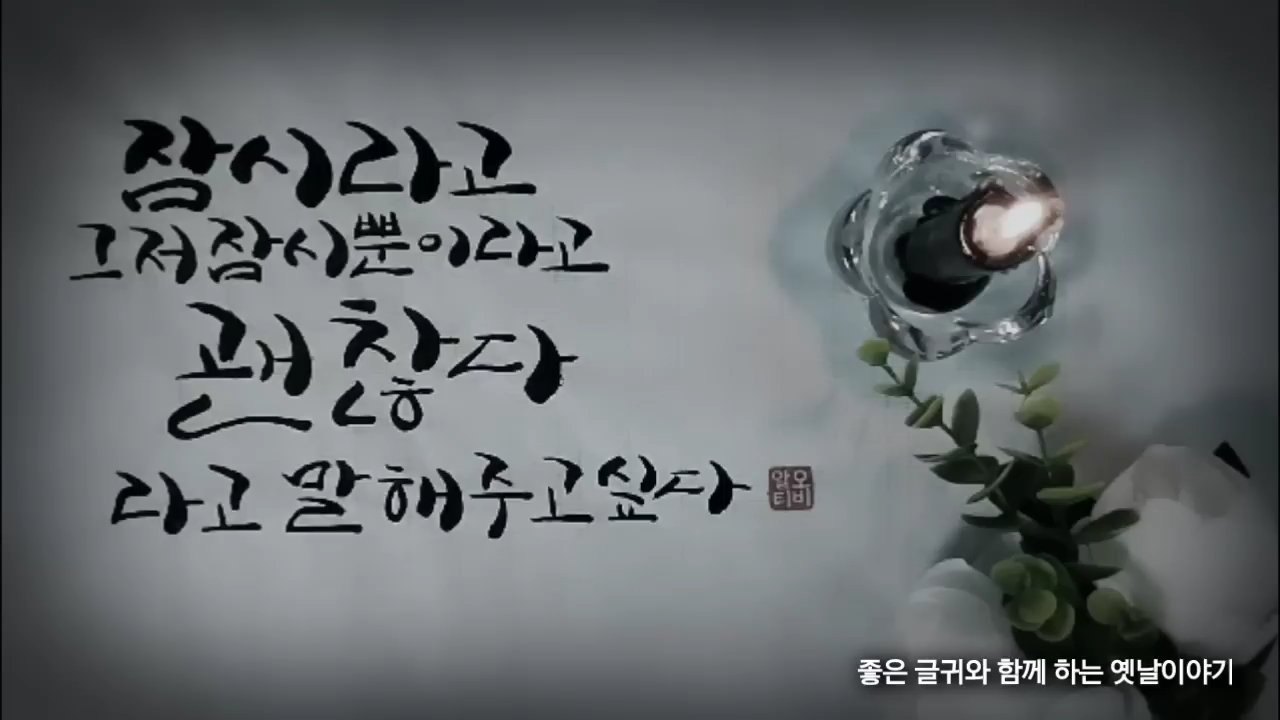 잠시라고
그저 잠시뿐이라고
괜찮다
라고 말해주고싶다
알오
티비
좋은 글귀와 함께 하는 옛날이야기